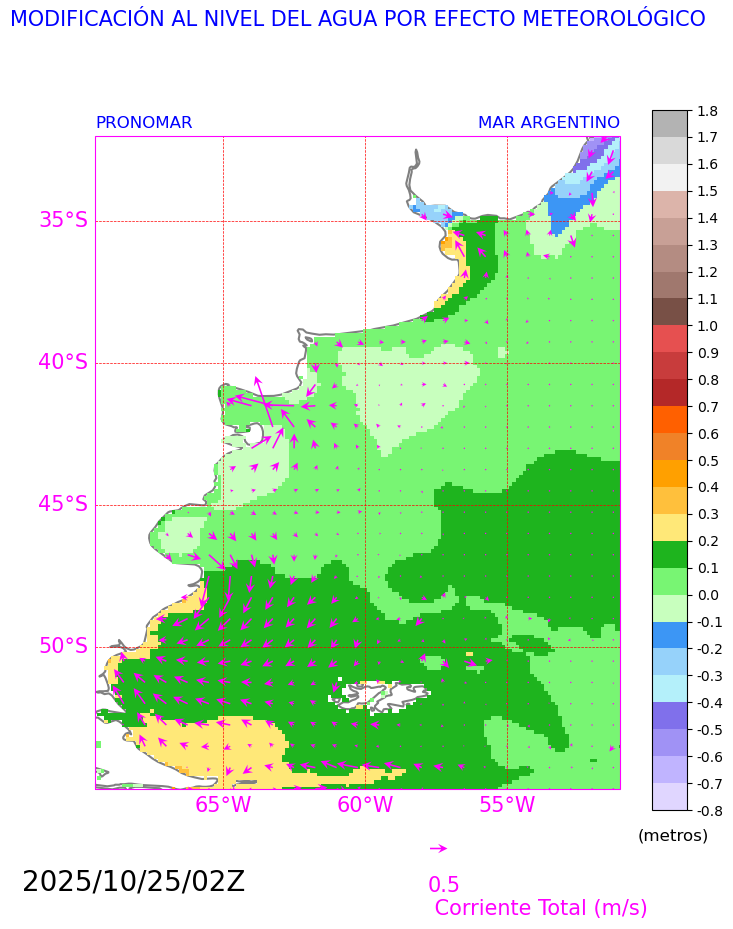 MODIFICACIÓN AL NIVEL DEL AGUA POR EFECTO METEOROLÓGICO
PRONOMAR
MAR ARGENTINO
35°S
40°S
45°S
50°S
65°W
60°W
55°W
1.8
1.7
1.6
1.5
1.4
1.3
1.2
1.1
1.0
0.9
0.8
0.7
0.6
0.5
0.4
0.3
0.2
0.1
0.0
-0.1
-0.2
-0.3
-0.4
-0.5
-0.6
-0.7
-0.8
(metros)
2025/10/25/02Z
0.5
Corriente Total (m/s)